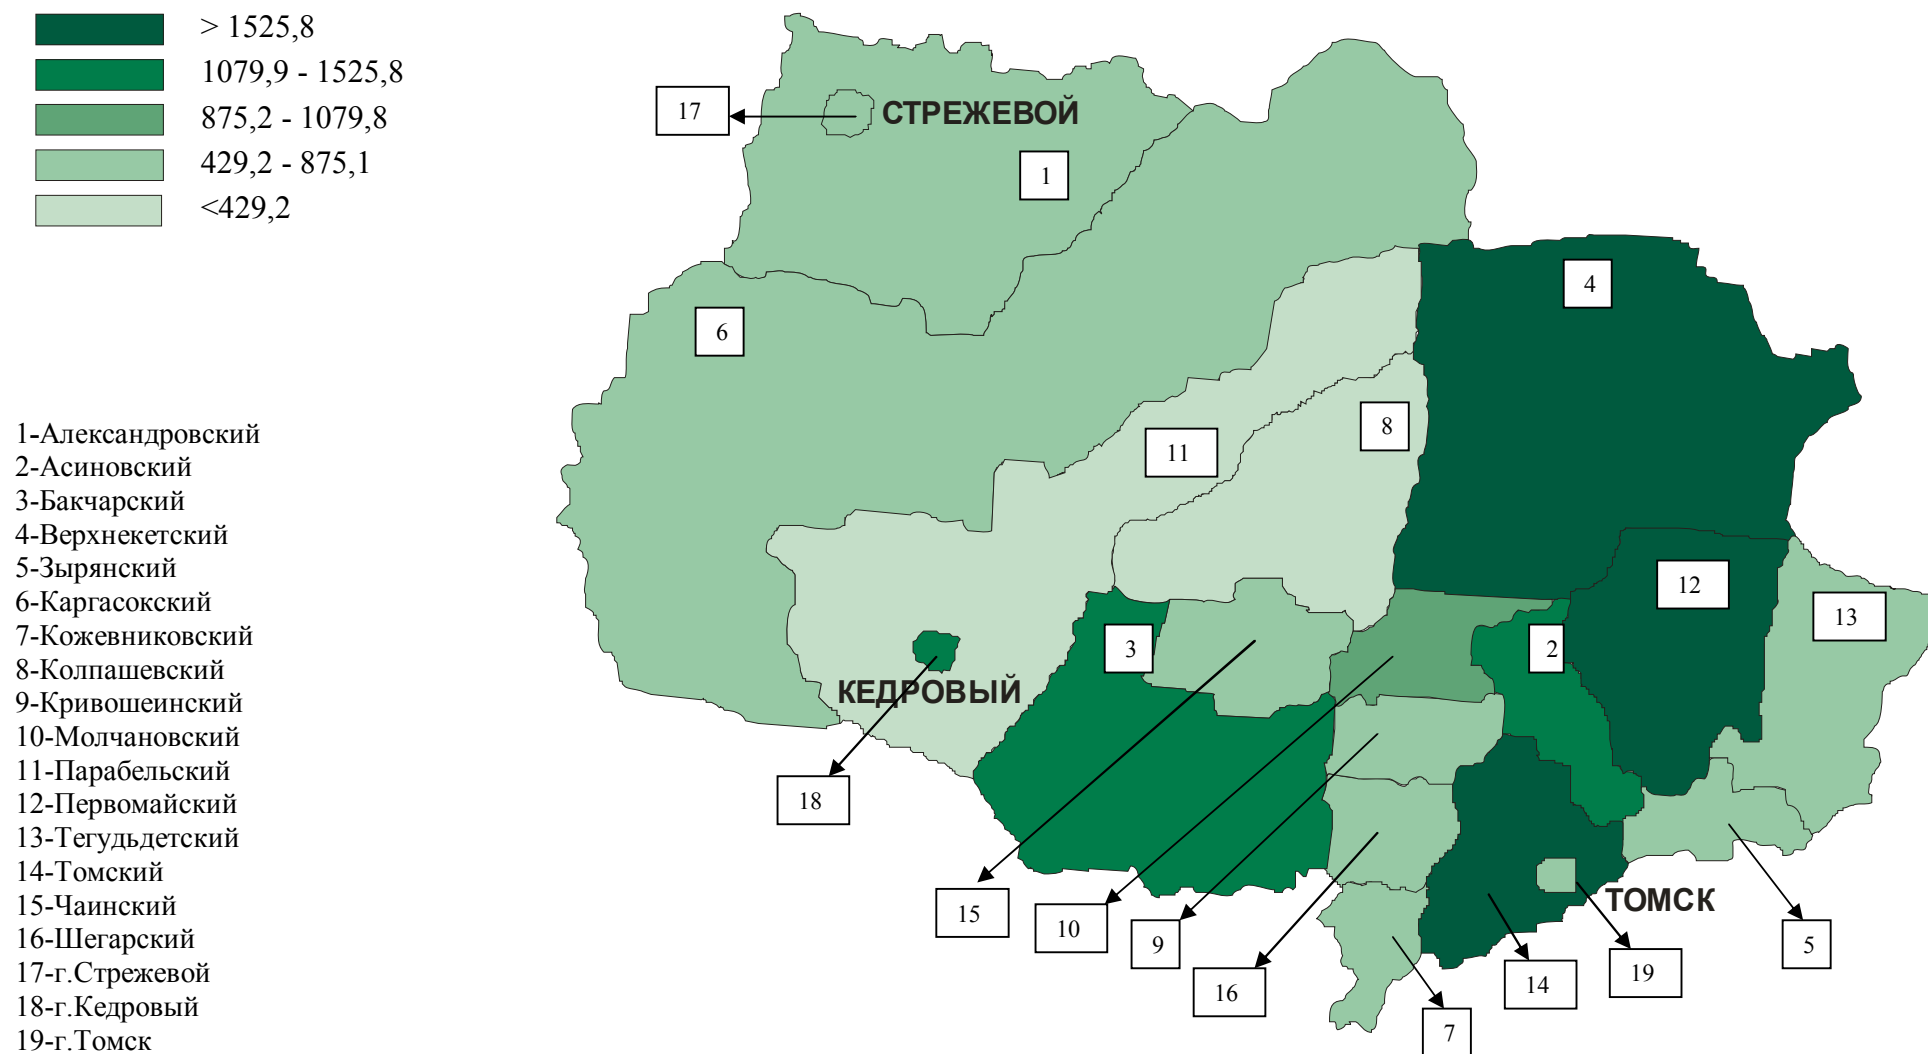 > 1525,8
1079,9 - 1525,8
875,2 - 1079,8
429,2 - 875,1
<429,2
17
СТРЕЖЕВОЙ
1
4
6
8
11
1-Александровский
2-Асиновский
3-Бакчарский
4-Верхнекетский
5-Зырянский
6-Каргасокский
7-Кожевниковский
8-Колпашевский
9-Кривошеинский
10-Молчановский
11-Парабельский
12-Первомайский
13-Тегудьдетский
14-Томский
15-Чаинский
16-Шегарский
17-г.Стрежевой
18-г.Кедровый
19-г.Томск
12
13
3
2
КЕДРОВЫЙ
18
ТОМСК
15
10
9
5
16
14
19
7